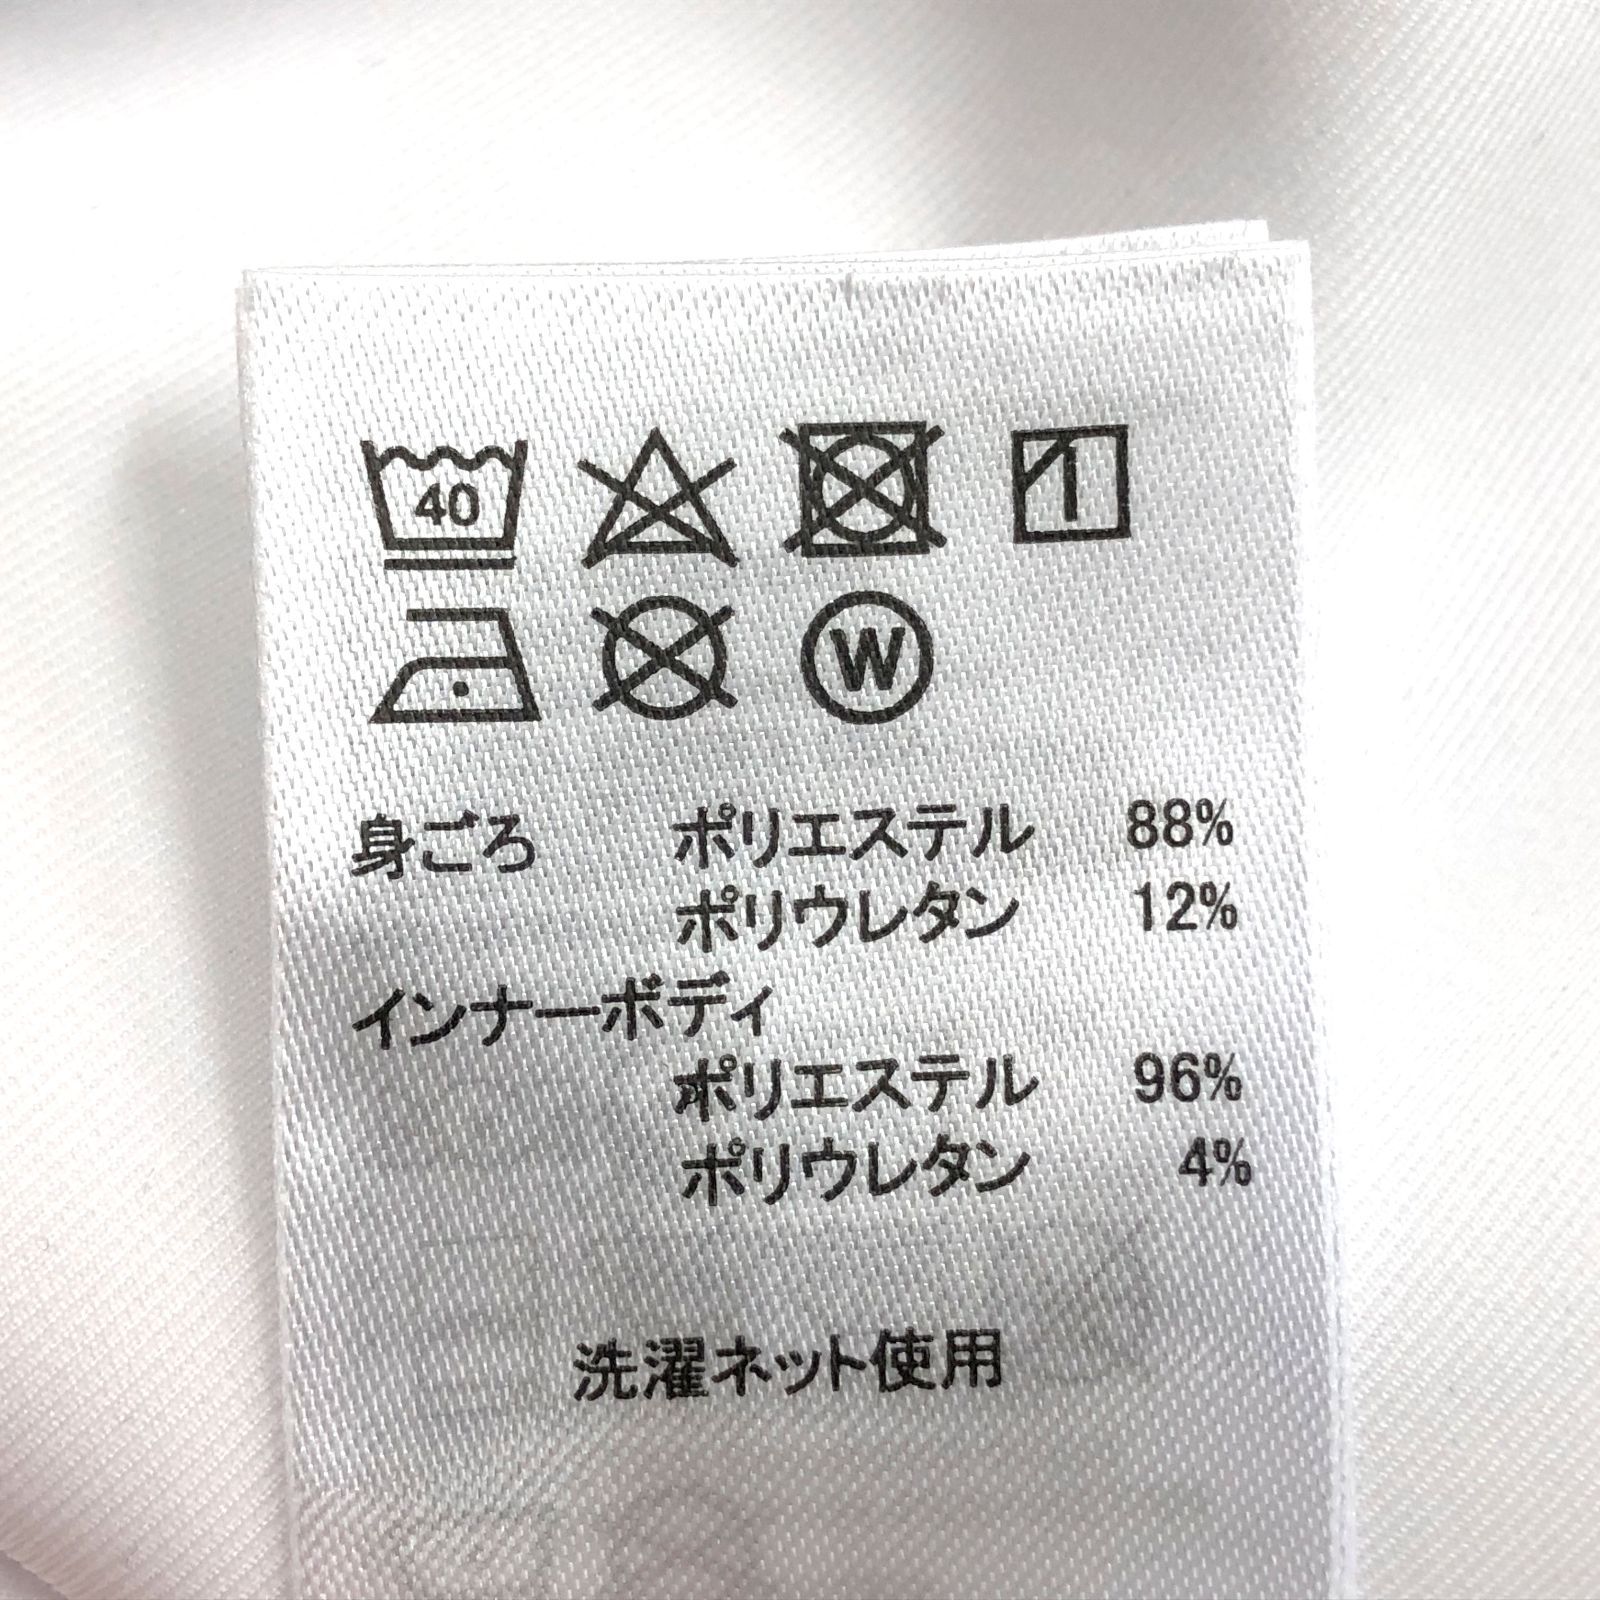 40
W
身ごろ ポリエステル 88%
ポリウレタン 12%
インナーボディ
ポリエステル 96%
ポリウレタン 4%
洗濯ネット使用